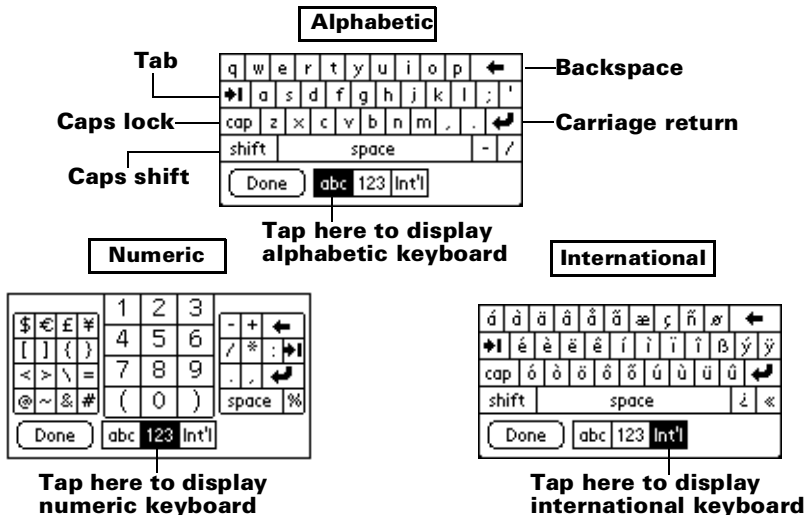 Alphabetic
Tab
Backspace
q w e r t y u i o p
a s d f g h j k l ; '
Caps lock
cap z x c v b n m , .
Carriage return
shift space - /
Caps shift
Done abc 123 Int'l
Tap here to display
alphabetic keyboard
Numeric
1 2 3
$ € £ ¥
4 5 6
- +
[ ] { }
/ * :
7 8 9
< > \ =
. ,
@ ~ & #
( 0 )
space %
Done abc 123 Int'l
Tap here to display
numeric keyboard
International
á à ä â å ã æ ç ñ ø
é è ë ê í ì ï î ß ý ÿ
cap ó ò ö ô õ ú ù ü û
shift space ¿ «
Done abc 123 Int'l
Tap here to display
international keyboard